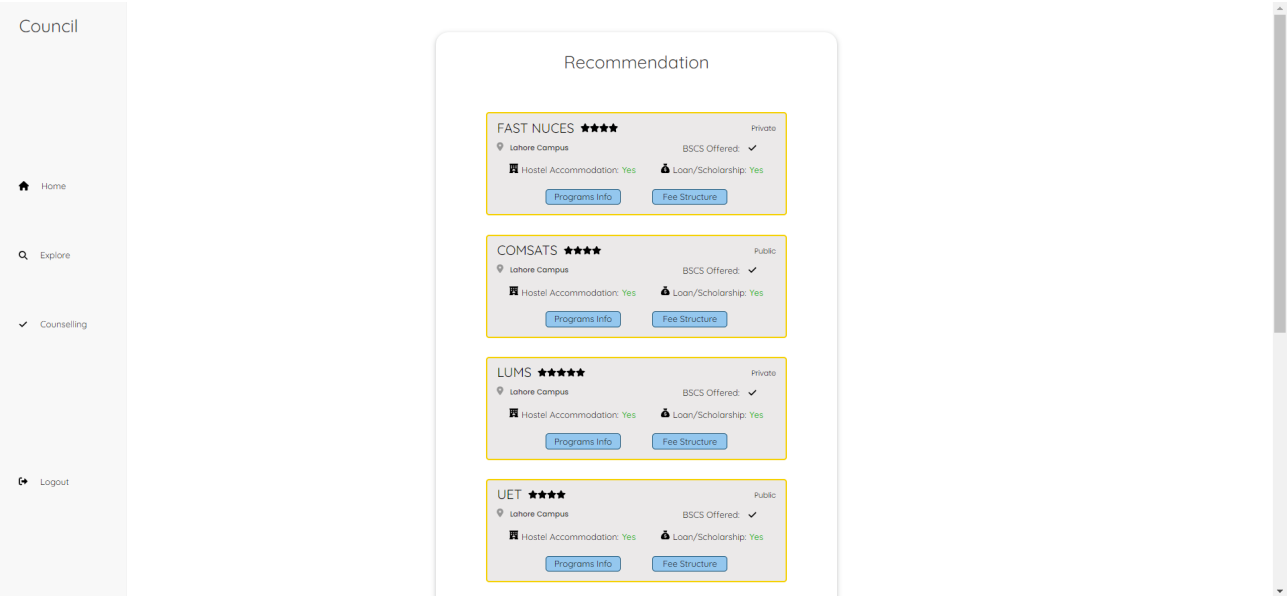 Council
Home
Explore
Counselling
Logout
Recommendation
FAST NUCES Private
Lahore Campus BSCS Offered:
Hostel Accommodation: Yes Loan/Scholarship: Yes
Programs Info Fee Structure
COMSATS Public
Lahore Campus BSCS Offered:
Hostel Accommodation: Yes Loan/Scholarship: Yes
Programs Info Fee Structure
LUMS Private
Lahore Campus BSCS Offered:
Hostel Accommodation: Yes Loan/Scholarship: Yes
Programs Info Fee Structure
UET Public
Lahore Campus BSCS Offered:
Hostel Accommodation: Yes Loan/Scholarship: Yes
Programs Info Fee Structure